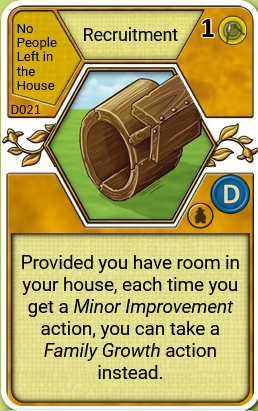 No
People
Left in
the
House
Recruitment
1
D021
D
Provided you have room in
your house, each time you
get a Minor Improvement
action, you can take a
Family Growth action
instead.